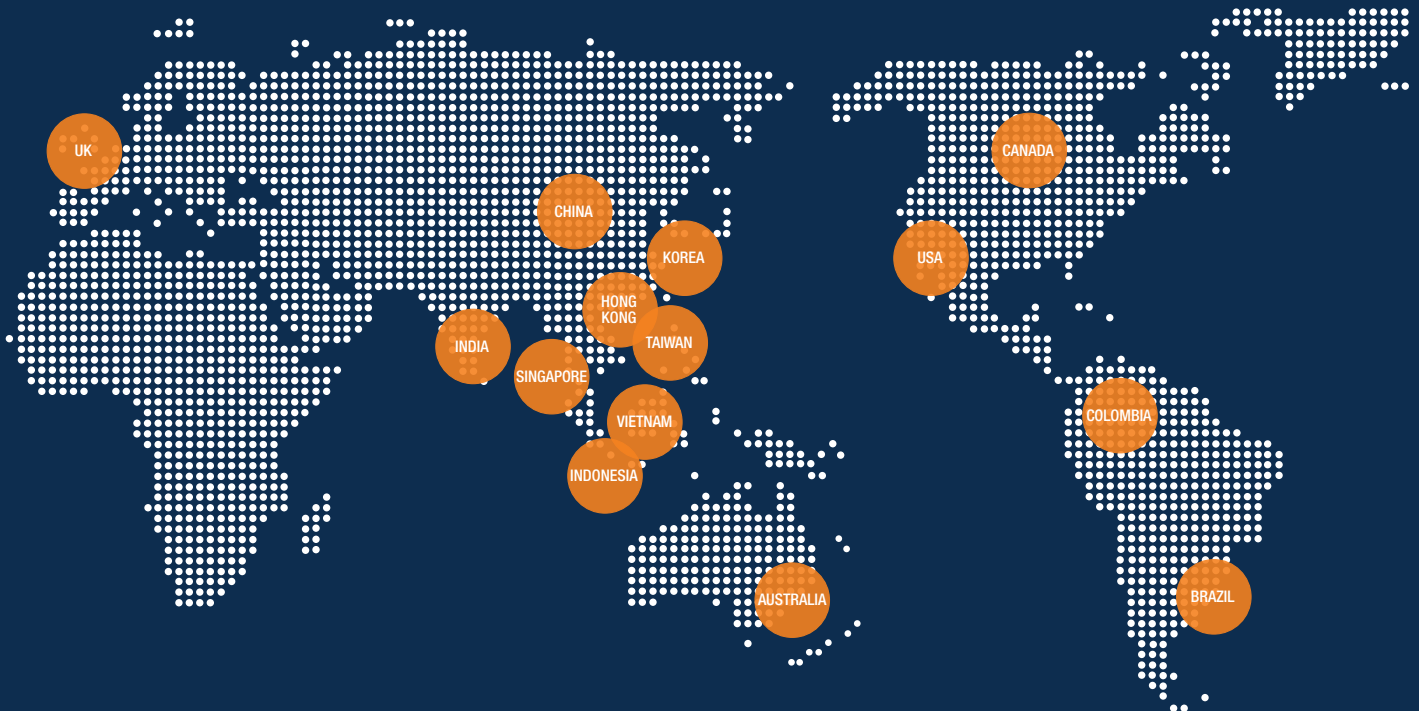 UK
CANADA
CHINA
KOREA
USA
HONG
KONG
TAIWAN
INDIA
SINGAPORE
COLOMBIA
VIETNAM
INDONESIA
BRAZIL
AUSTRALIA